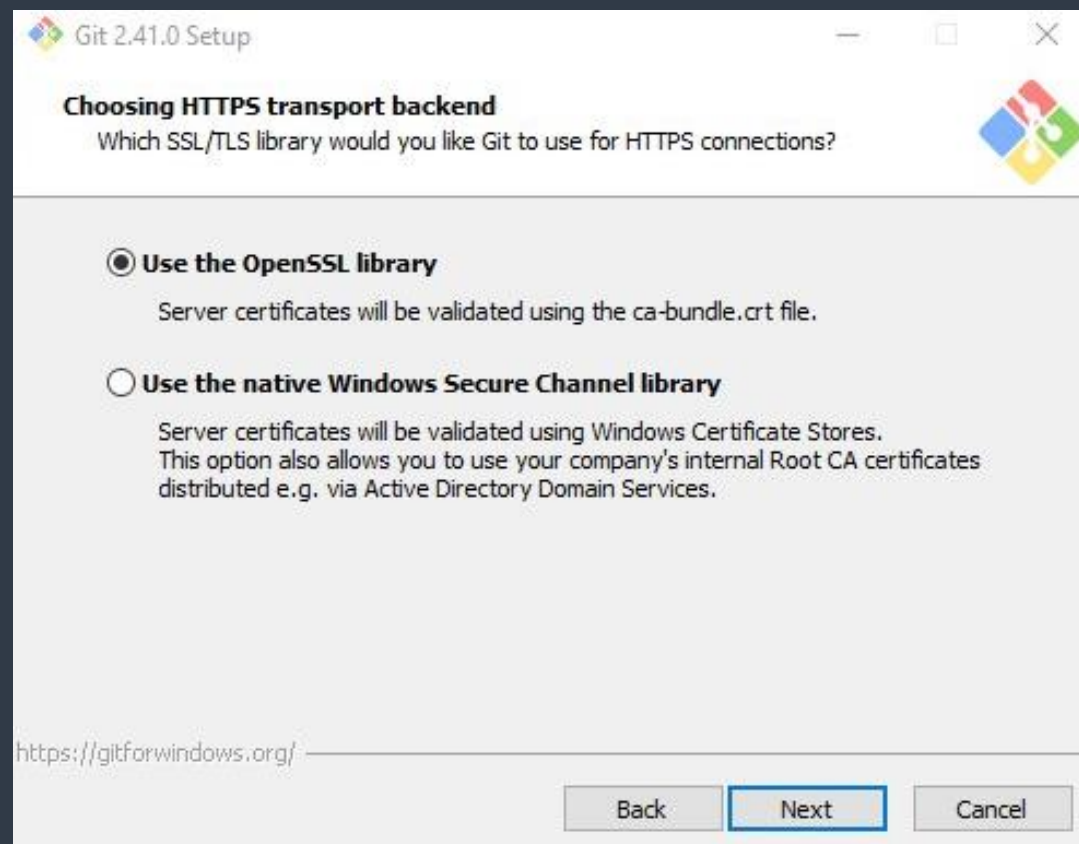 Git 2.41.0 Setup
Choosing HTTPS transport backend
Which SSL/TLS library would you like Git to use for HTTPS connections?
Use the OpenSSL library
Server certificates will be validated using the ca-bundle.crt file.
Use the native Windows Secure Channel library
Server certificates will be validated using Windows Certificate Stores.
This option also allows you to use your company's internal Root CA certificates
distributed e.g. via Active Directory Domain Services.
https://gitforwindows.org/
Back Next Cancel